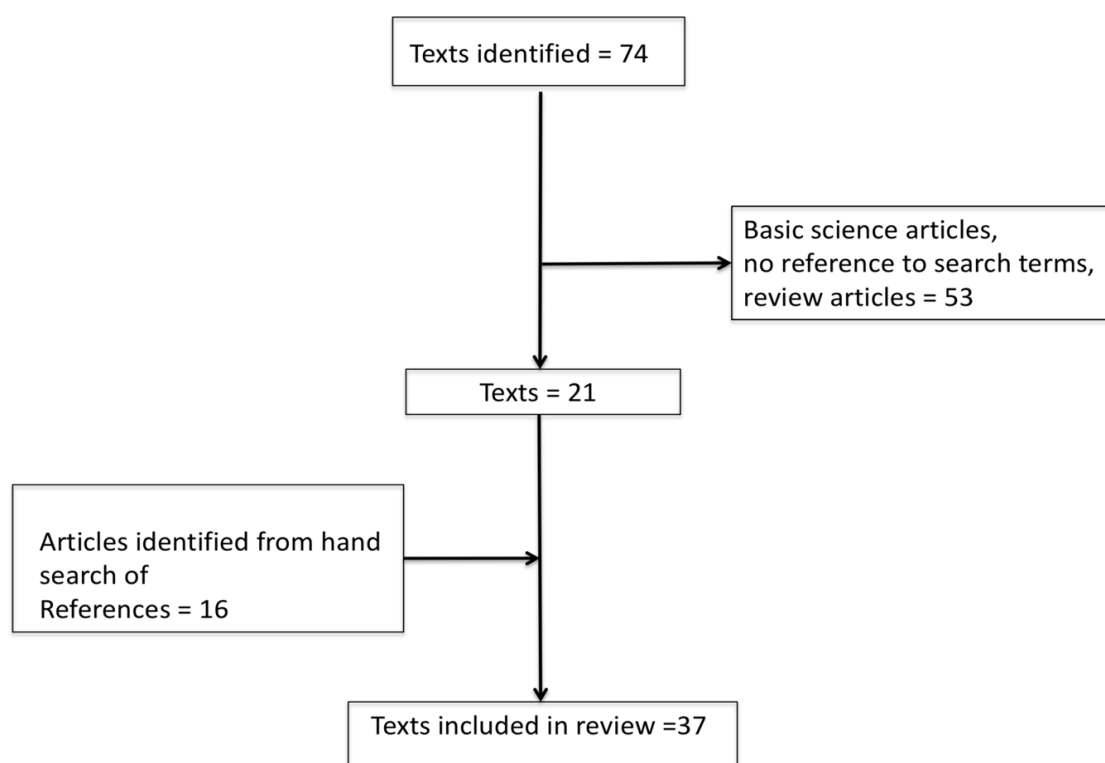 Texts identified = 74
Basic science articles,
no reference to search terms,
review articles = 53
Texts = 21
Articles identified from hand
search of
References = 16
Texts included in review =37